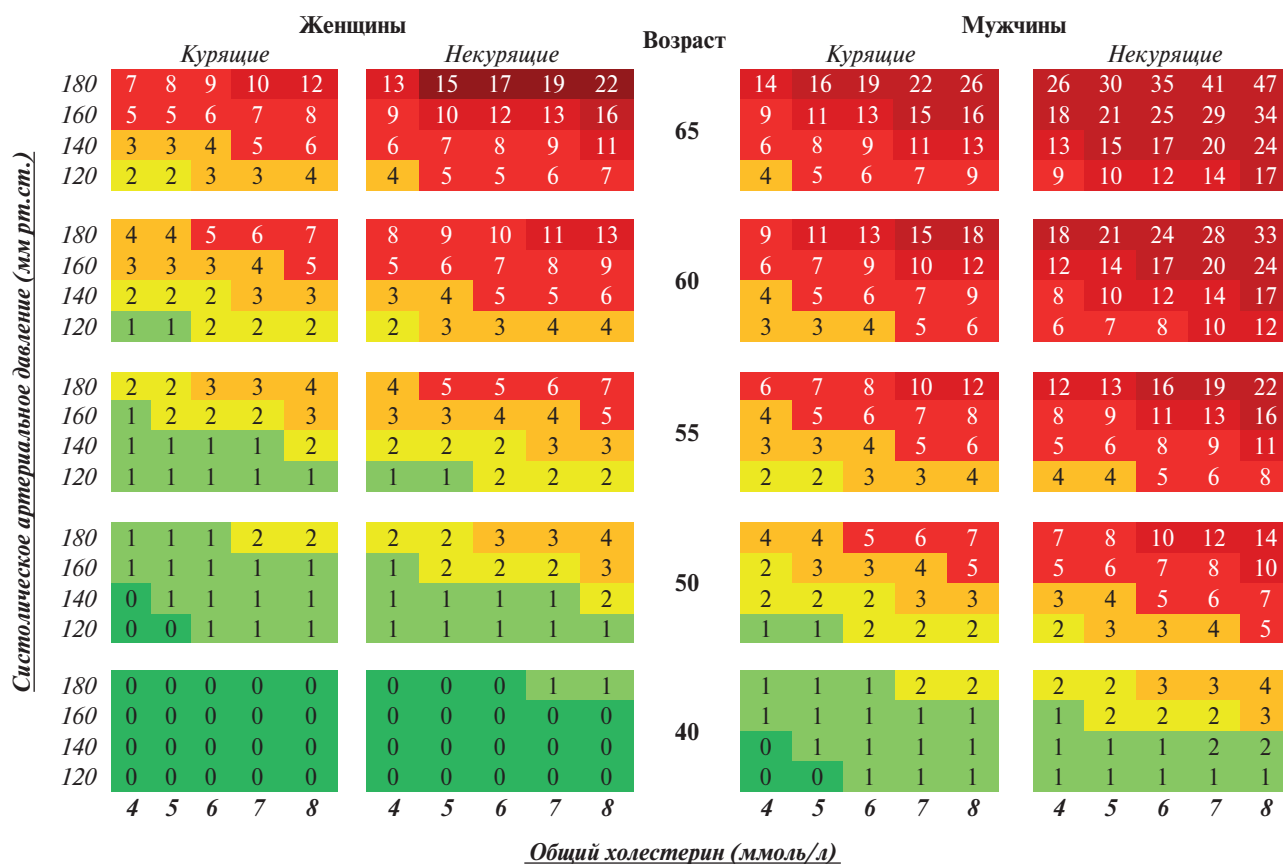 Женщины Мужчины
Возраст
Курящие Некурящие Курящие Некурящие
180 7 8 9 10 12 13 15 17 19 22 14 16 19 22 26 26 30 35 41 47
160 5 5 6 7 8 9 10 12 13 16 9 11 13 15 16 18 21 25 29 34
65
140 3 3 4 5 6 6 7 8 9 11 6 8 9 11 13 13 15 17 20 24
120 2 2 3 3 4 4 5 5 6 7 4 5 6 7 9 9 10 12 14 17
180 4 4 5 6 7 8 9 10 11 13 9 11 13 15 18 18 21 24 28 33
160 3 3 3 4 5 5 6 7 8 9 6 7 9 10 12 12 14 17 20 24
60
140 2 2 2 3 3 3 4 5 5 6 4 5 6 7 9 8 10 12 14 17
120 1 1 2 2 2 2 3 3 4 4 3 3 4 5 6 6 7 8 10 12
180 2 2 3 3 4 4 5 5 6 7 6 7 8 10 12 12 13 16 19 22
160 1 2 2 2 3 3 3 4 4 5 4 5 6 7 8 8 9 11 13 16
55
140 1 1 1 1 2 2 2 2 3 3 3 3 4 5 6 5 6 8 9 11
120 1 1 1 1 1 1 1 2 2 2 2 2 3 3 4 4 4 5 6 8
180 1 1 1 2 2 2 2 3 3 4 4 4 5 6 7 7 8 10 12 14
160 1 1 1 1 1 1 2 2 2 3 2 3 3 4 5 5 6 7 8 10
50
140 0 1 1 1 1 1 1 1 1 2 2 2 2 3 3 3 4 5 6 7
120 0 0 1 1 1 1 1 1 1 1 1 1 2 2 2 2 3 3 4 5
180 0 0 0 0 0 0 0 0 1 1 1 1 1 2 2 2 2 3 3 4
160 0 0 0 0 0 0 0 0 0 0 1 1 1 1 1 1 2 2 2 3
40
140 0 0 0 0 0 0 0 0 0 0 0 1 1 1 1 1 1 1 2 2
120 0 0 0 0 0 0 0 0 0 0 0 0 1 1 1 1 1 1 1 1
4 5 6 7 8 4 5 6 7 8 4 5 6 7 8 4 5 6 7 8
Систолическое артериальное давление (мм рт.ст.)
Общий холестерин (ммоль/л)